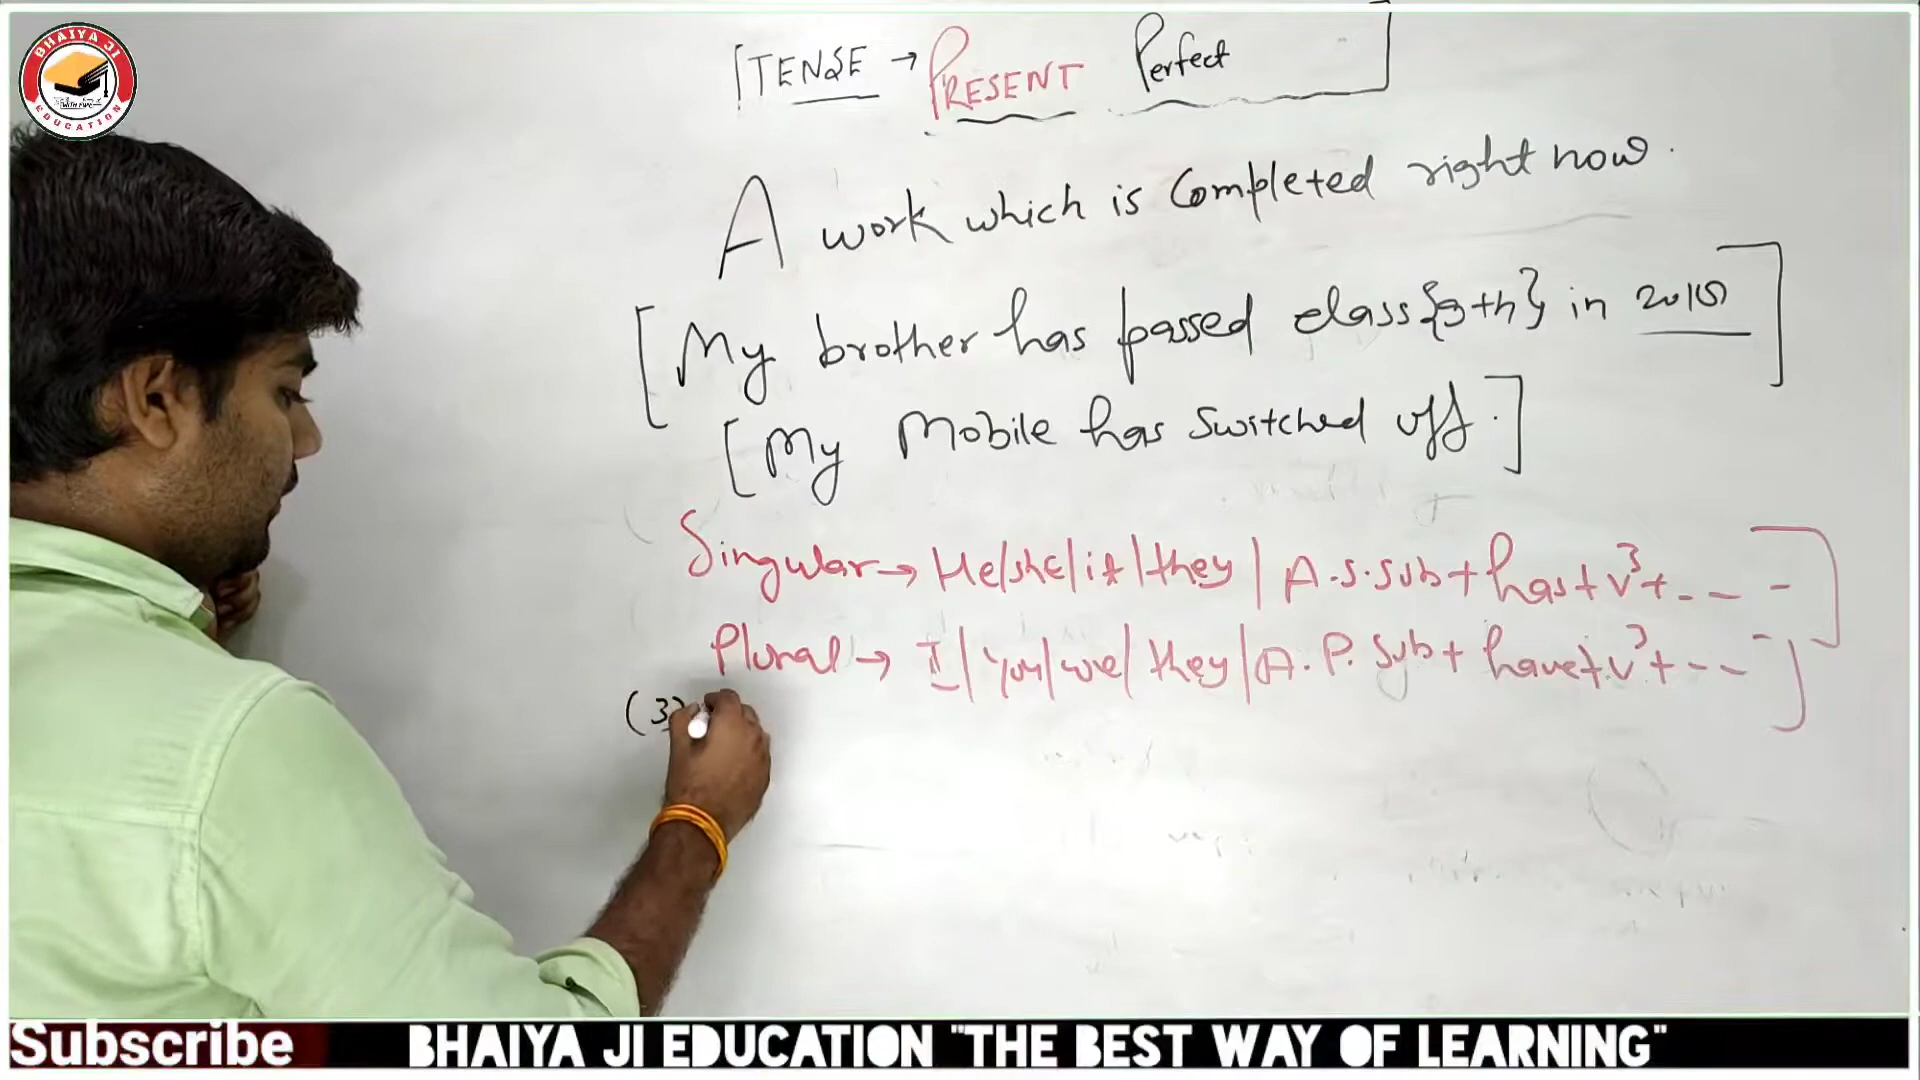 BHAIYA JI
EDUCATION
TENSE → PRESENT Perfect
A work which is Completed right now.
[My brother has passed class{9th} in 2015]
[My Mobile has Switched off.]
Singular → He/she/it/they/A.S.Sub + has + V³ + - - -
Plural → I/you/we/they/A.P. Sub + have + V³ + - - -
(3)
Subscribe BHAIYA JI EDUCATION "THE BEST WAY OF LEARNING"